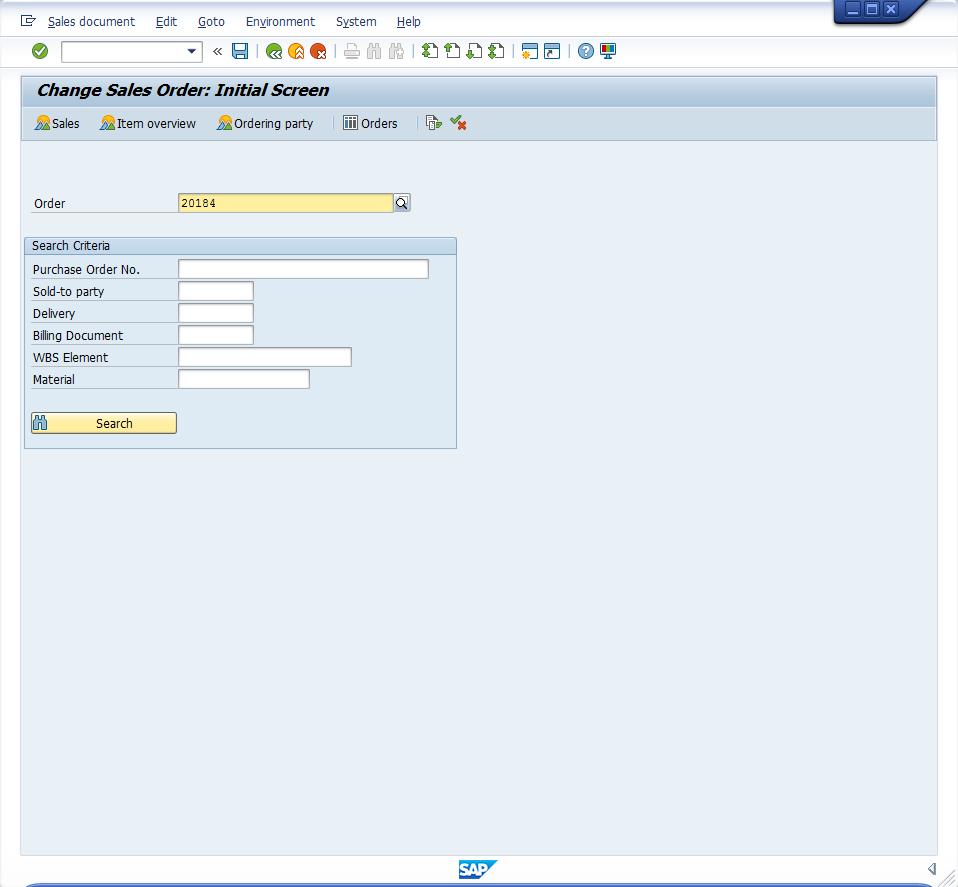 Sales document Edit Goto Environment System Help
Change Sales Order: Initial Screen
Sales Item overview Ordering party Orders
Order 20184
Search Criteria
Purchase Order No.
Sold-to party
Delivery
Billing Document
WBS Element
Material
Search
SAP